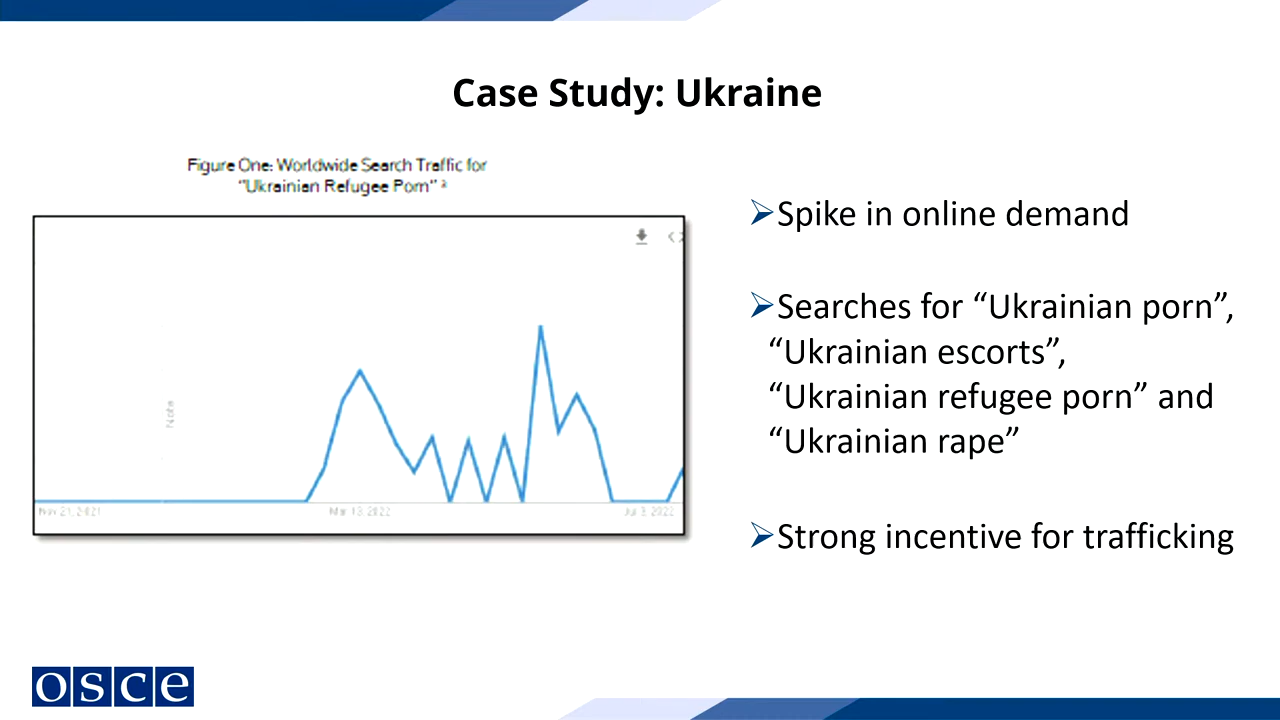 Case Study: Ukraine
Figure One: Worldwide Search Traffic for
“Ukrainian Refugee Porn” ²
Note
Nov 21, 2021
Mar 13, 2022
Jul 3, 2022
➢Spike in online demand
➢Searches for “Ukrainian porn”,
“Ukrainian escorts”,
“Ukrainian refugee porn” and
“Ukrainian rape”
➢Strong incentive for trafficking
osce